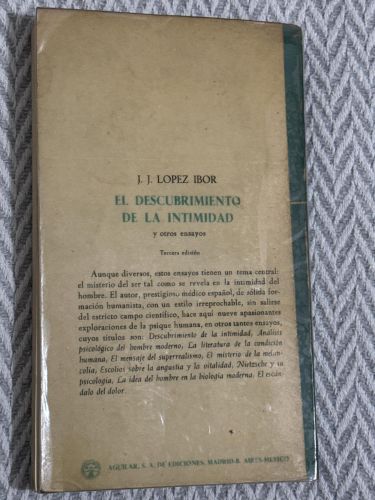 J. J. LOPEZ IBOR
EL DESCUBRIMIENTO
DE LA INTIMIDAD
y otros ensayos
Tercera edición
Aunque diversos, estos ensayos tienen un tema central:
el misterio del ser tal como se revela en la intimidad del
hombre. El autor, prestigioso médico español, de sólida for-
mación humanista, con un estilo irreprochable, sin salirse
del estricto campo científico, hace aquí nueve apasionantes
exploraciones de la psique humana, en otros tantos ensayos,
cuyos títulos son: Descubrimiento de la intimidad, Análisis
psicológico del hombre moderno, La literatura de la condición
humana, El mensaje del superrealismo, El misterio de la melan-
colía, Escolios sobre la angustia y la vitalidad, Nietzsche y su
psicología, La idea del hombre en la biología moderna, El escán-
dalo del dolor.
AGUILAR, S. A. DE EDICIONES, MADRID-B. AIRES-MEXICO